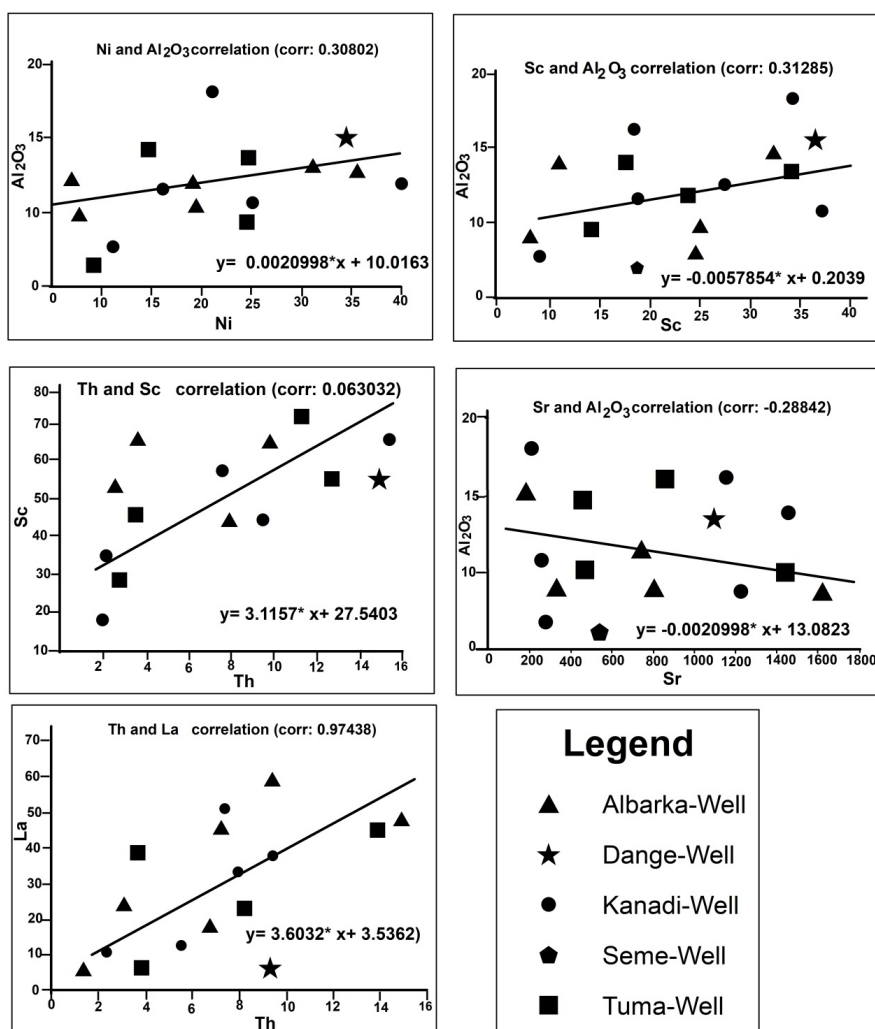 Ni and Al2O3 correlation (corr: 0.30802)
20
15
10
0
Al2O3
0
10
15
20
25
30
35
40
Ni
y= 0.0020998*x + 10.0163
Sc and Al2O3 correlation (corr: 0.31285)
20
15
10
0
Al2O3
0
10
15
20
25
30
35
40
Sc
y= -0.0057854* x+ 0.2039
Th and Sc correlation (corr: 0.063032)
80
70
60
50
40
30
20
10
Sc
2
4
8
10
12
14
16
Th
y= 3.1157* x+ 27.5403
Sr and Al2O3 correlation (corr: -0.28842)
20
15
10
0
Al2O3
0
200
400
600
800
1000
1200
1400
1600
1800
Sr
y= -0.0020998* x+ 13.0823
Th and La correlation (corr: 0.97438)
70
60
50
40
30
20
10
0
La
0
2
4
6
8
10
12
14
16
Th
y= 3.6032* x+ 3.5362)
Legend
Albarka-Well
Dange-Well
Kanadi-Well
Seme-Well
Tuma-Well